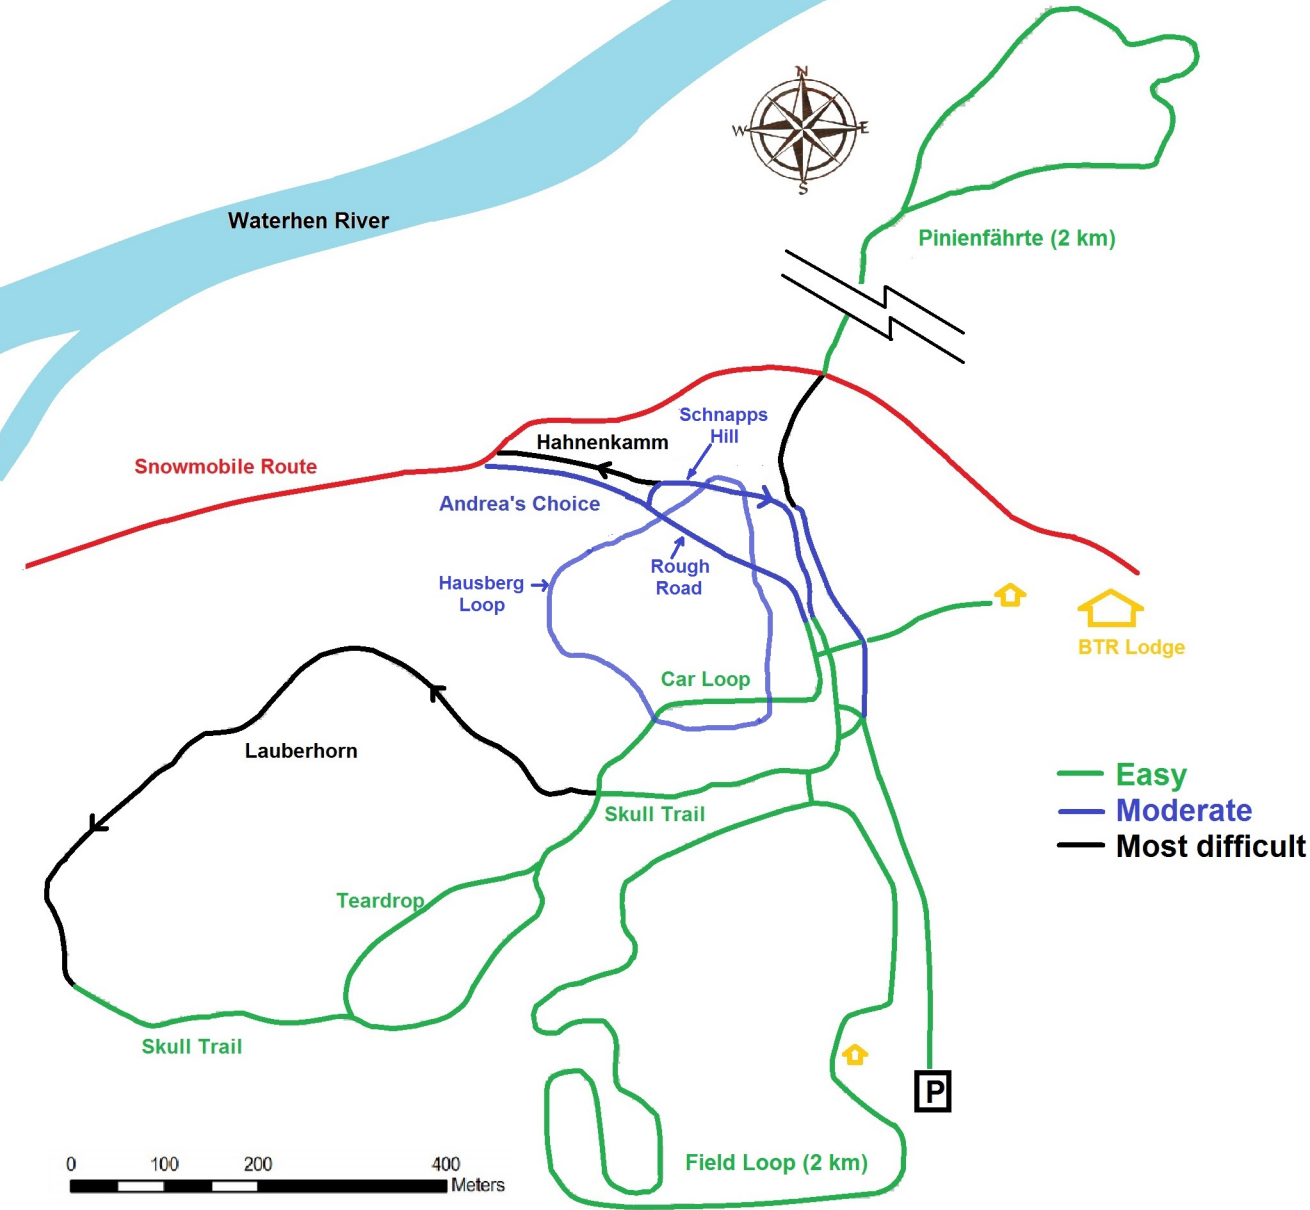 N
W
E
S
Waterhen River
Pinienfährte (2 km)
Schnapps
Hill
Hahnenkamm
Snowmobile Route
Andrea's Choice
Rough
Road
Hausberg
Loop
BTR Lodge
Car Loop
Lauberhorn
Easy
Skull Trail
Moderate
Most difficult
Teardrop
Skull Trail
P
Field Loop (2 km)
0 100 200 400
Meters